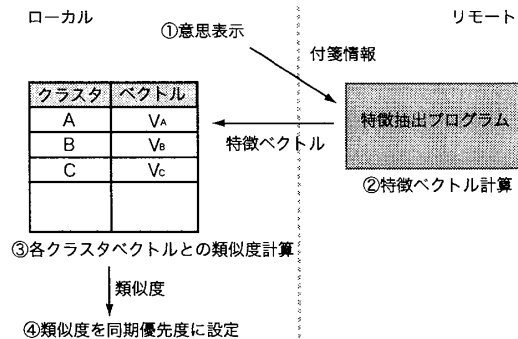 ローカル
リモート
①意思表示
付箋情報
クラスタ ベクトル
A VA
B VB
C VC
特徴ベクトル
特徴抽出プログラム
②特徴ベクトル計算
③各クラスタベクトルとの類似度計算
類似度
④類似度を同期優先度に設定